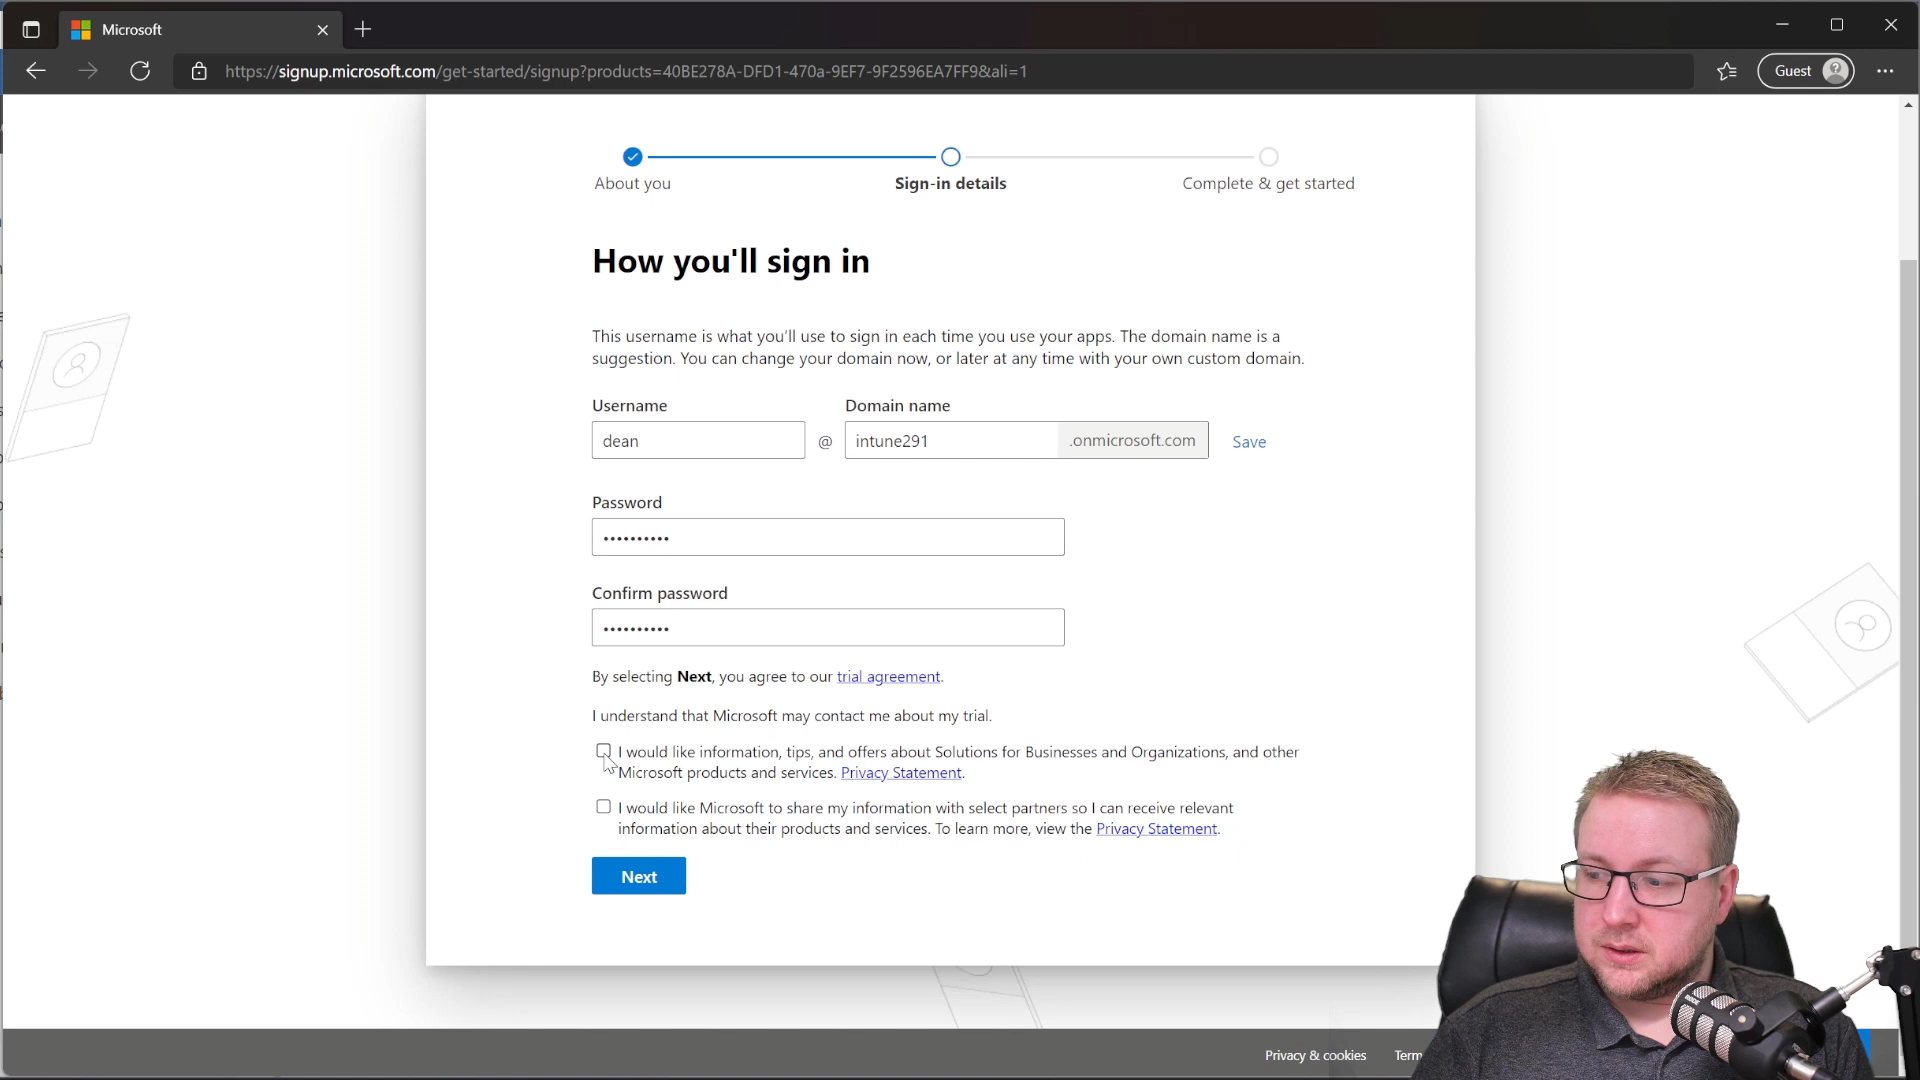 Microsoft
https://signup.microsoft.com/get-started/signup?products=40BE278A-DFD1-470a-9EF7-9F2596EA7FF9&ali=1
Guest
About you
Sign-in details
Complete & get started
How you'll sign in
This username is what you'll use to sign in each time you use your apps. The domain name is a
suggestion. You can change your domain now, or later at any time with your own custom domain.
Username
Domain name
dean
@
intune291
.onmicrosoft.com
Save
Password
Confirm password
By selecting Next, you agree to our trial agreement.
I understand that Microsoft may contact me about my trial.
I would like information, tips, and offers about Solutions for Businesses and Organizations, and other
Microsoft products and services. Privacy Statement.
I would like Microsoft to share my information with select partners so I can receive relevant
information about their products and services. To learn more, view the Privacy Statement.
Next
Privacy & cookies
Term